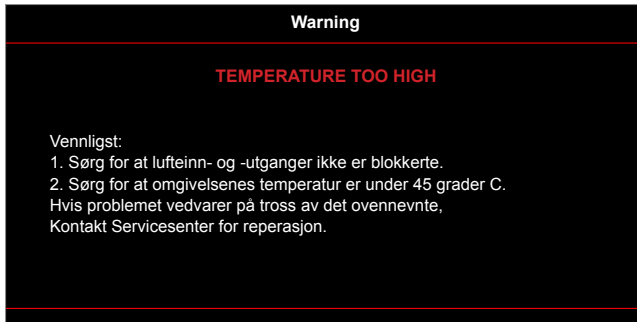 Warning
TEMPERATURE TOO HIGH
Vennligst:
1. Sørg for at lufteinn- og -utganger ikke er blokkerte.
2. Sørg for at omgivelsenes temperatur er under 45 grader C.
Hvis problemet vedvarer på tross av det ovennevnte,
Kontakt Servicesenter for reperasjon.